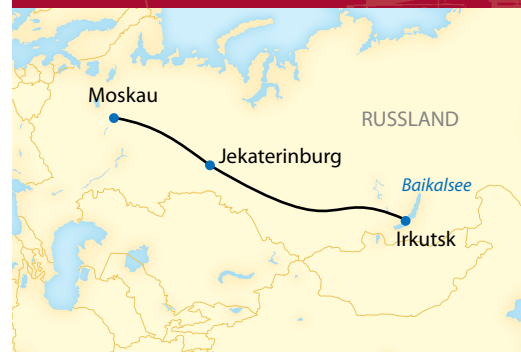 Moskau
RUSSLAND
Jekaterinburg
Baikalsee
Irkutsk